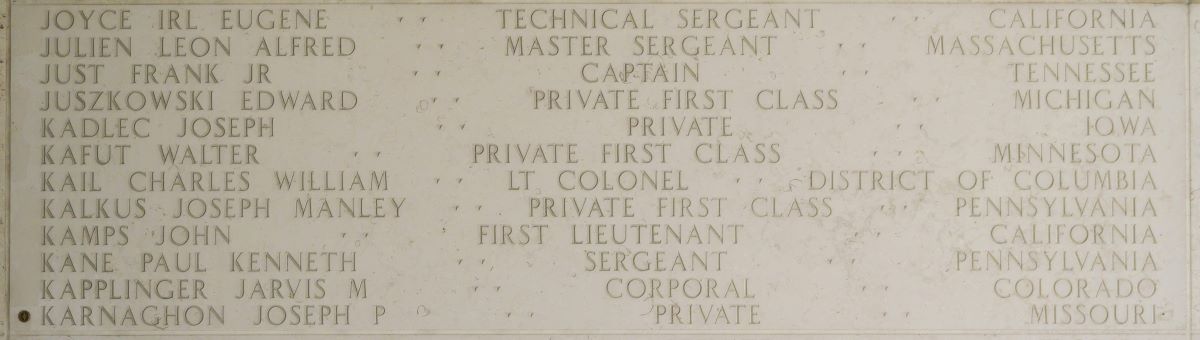 JOYCE IRL EUGENE ′ ′ TECHNICAL SERGEANT ′ ′ CALIFORNIA
JULIEN LEON ALFRED ′ ′ MASTER SERGEANT ′ ′ MASSACHUSETTS
JUST FRANK JR ′ ′ CAPTAIN ′ ′ TENNESSEE
JUSZKOWSKI EDWARD ′ ′ PRIVATE FIRST CLASS ′ ′ MICHIGAN
KADLEC JOSEPH ′ ′ PRIVATE ′ ′ IOWA
KAFUT WALTER ′ ′ PRIVATE FIRST CLASS ′ ′ MINNESOTA
KAIL CHARLES WILLIAM ′ ′ LT COLONEL ′ ′ DISTRICT OF COLUMBIA
KALKUS JOSEPH MANLEY ′ ′ PRIVATE FIRST CLASS ′ ′ PENNSYLVANIA
KAMPS JOHN ′ ′ FIRST LIEUTENANT ′ ′ CALIFORNIA
KANE PAUL KENNETH ′ ′ SERGEANT ′ ′ PENNSYLVANIA
KAPPLINGER JARVIS M ′ ′ CORPORAL ′ ′ COLORADO
KARNAGHON JOSEPH P ′ ′ PRIVATE ′ ′ MISSOURI